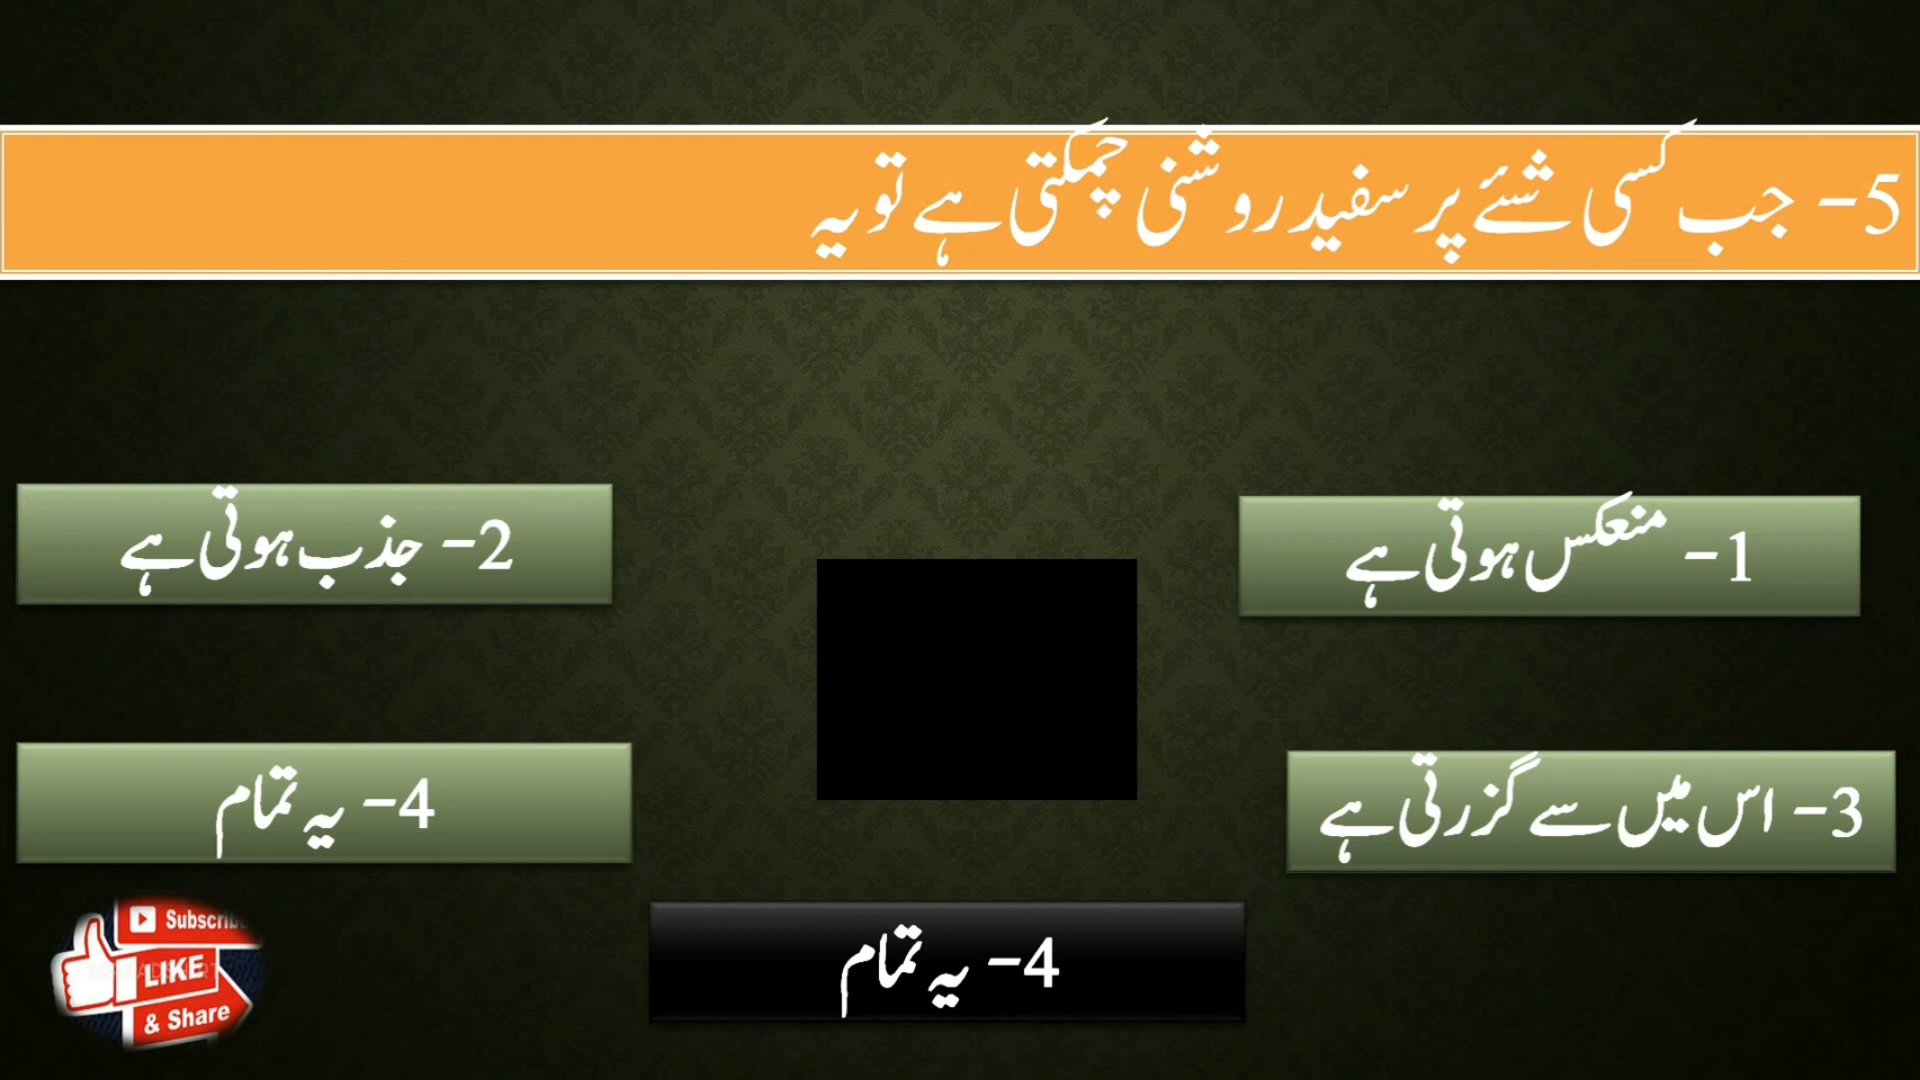 5- جب کسی شئے پر سفید روشنی چمکتی ہے تو یہ
1- منعکس ہوتی ہے
2- جذب ہوتی ہے
3- اس میں سے گزرتی ہے
4- یہ تمام
4- یہ تمام
Subscribe
LIKE
& Share